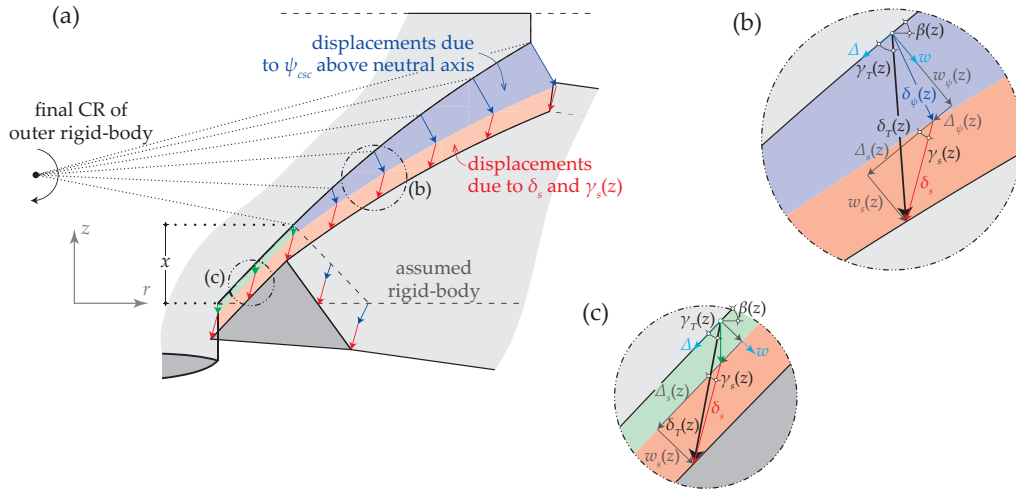 (a)
displacements due
to ψcsc above neutral axis
final CR of
outer rigid-body
displacements
due to δs and γs(z)
(b)
z
r
x
(c)
assumed
rigid-body
(b)
β(z)
Δ
w
γT(z)
wψ(z)
δψ(z)
δT(z)
Δψ(z)
Δs(z)
γs(z)
δs
ws(z)
(c)
γT(z)
β(z)
Δ
w
Δs(z)
γs(z)
δs
δT(z)
ws(z)